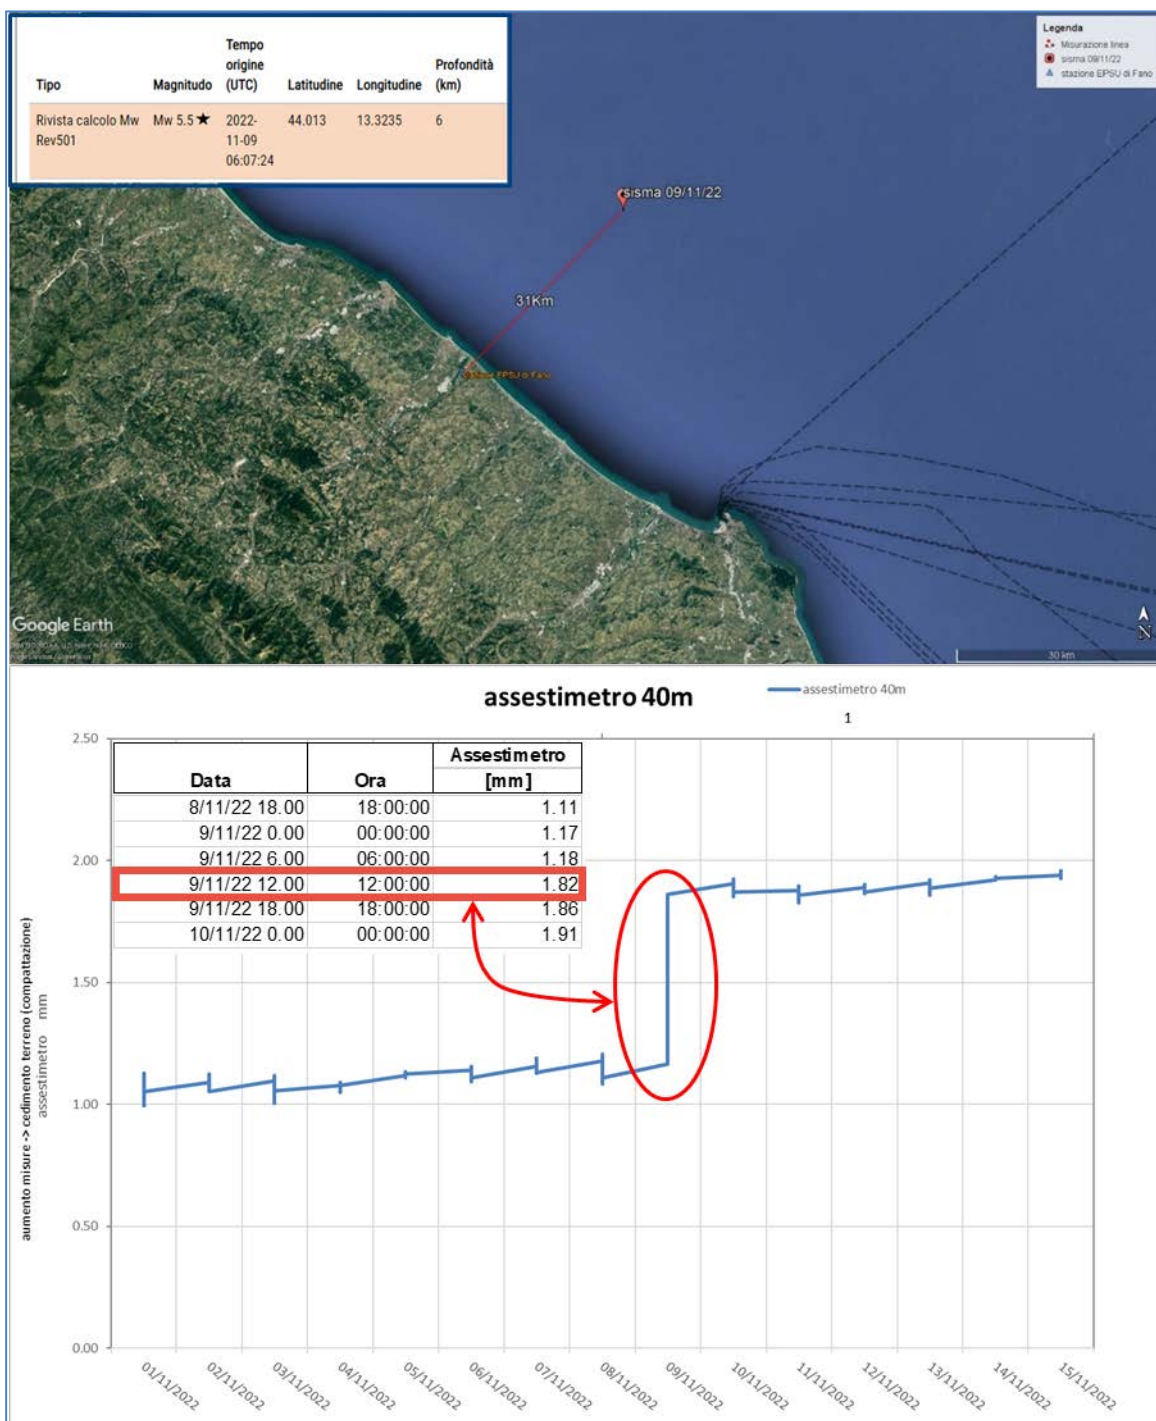 Tipo Magnitudo Tempo origine (UTC) Latitudine Longitudine Profondità (km)
Rivista calcolo Mw Rev501 Mw 5.5 ★ 2022-11-09 06:07:24 44.013 13.3235 6
Legenda
Misurazione linea
sisma 09/11/22
stazione EPSU di Fano
sisma 09/11/22
31Km
EPSU di Fano
Google Earth
N
30 km
assestimetro 40m
assestimetro 40m
1
aumento misure -> cedimento terreno (compattazione)
assestimetro mm
2.50
2.00
1.50
1.00
0.50
0.00
Data Ora Assestimetro [mm]
8/11/22 18.00 18:00:00 1.11
9/11/22 0.00 00:00:00 1.17
9/11/22 6.00 06:00:00 1.18
9/11/22 12.00 12:00:00 1.82
9/11/22 18.00 18:00:00 1.86
10/11/22 0.00 00:00:00 1.91
01/11/2022
02/11/2022
03/11/2022
04/11/2022
05/11/2022
06/11/2022
07/11/2022
08/11/2022
09/11/2022
10/11/2022
11/11/2022
12/11/2022
13/11/2022
14/11/2022
15/11/2022